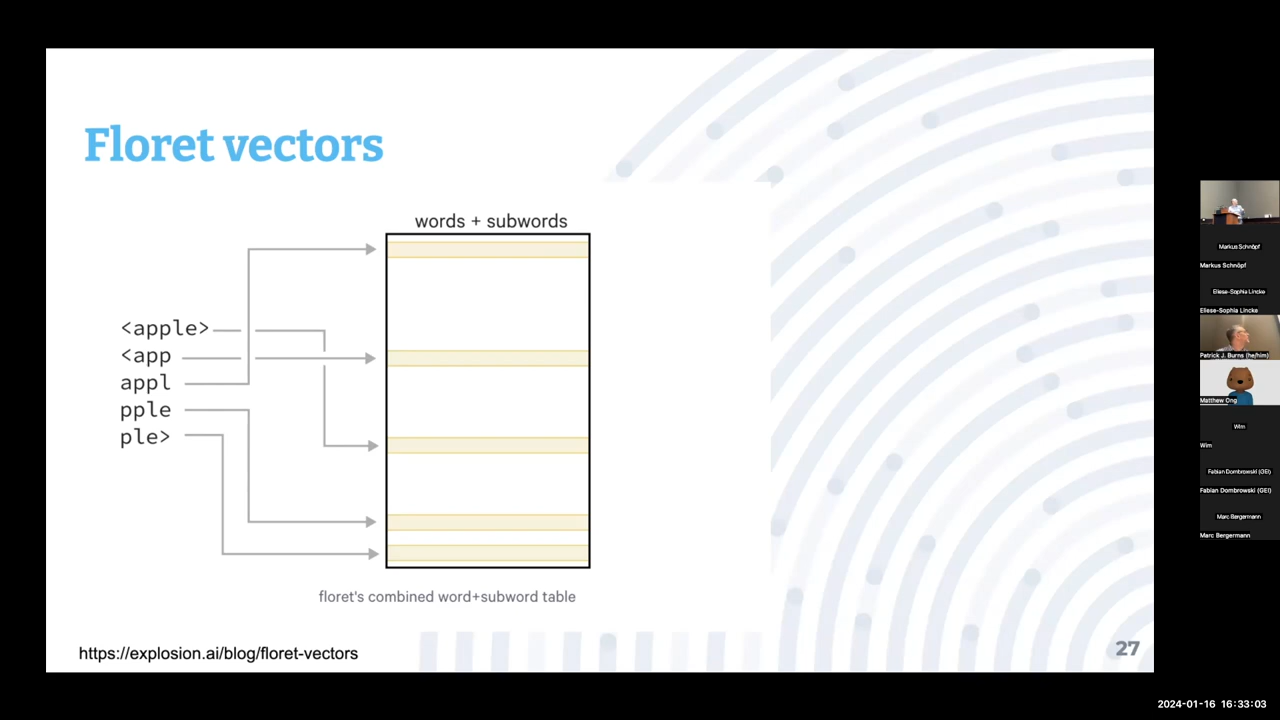 Floret vectors
words + subwords
<apple>
<app
appl
pple
ple>
floret's combined word+subword table
https://explosion.ai/blog/floret-vectors
27
Markus Schnöpf
Markus Schnöpf
Eliese-Sophia Lincke
Eliese-Sophia Lincke
Patrick J. Burns (he/him)
Matthew Ong
Wim
Wim
Fabian Dombrowski (GEI)
Fabian Dombrowski (GEI)
Marc Bergermann
Marc Bergermann
2024-01-16 16:33:03